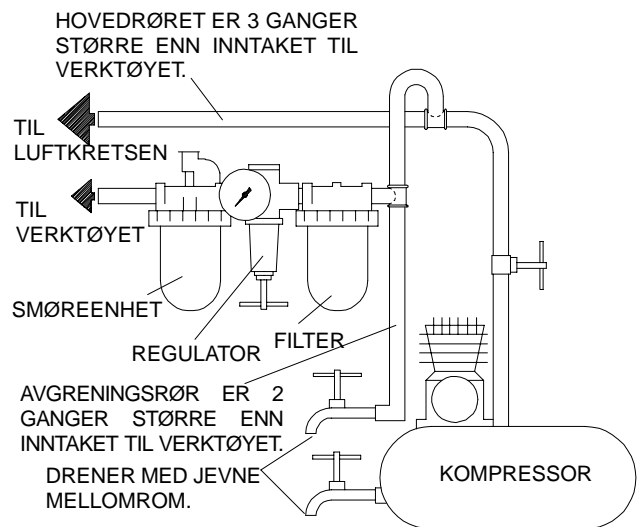 HOVEDRØRET ER 3 GANGER
STØRRE ENN INNTAKET TIL
VERKTØYET.
TIL
LUFTKRETSEN
TIL
VERKTØYET
SMØREENHET
REGULATOR
FILTER
AVGRENINGSRØR ER 2
GANGER STØRRE ENN
INNTAKET TIL VERKTØYET.
DRENER MED JEVNE
MELLOMROM.
KOMPRESSOR